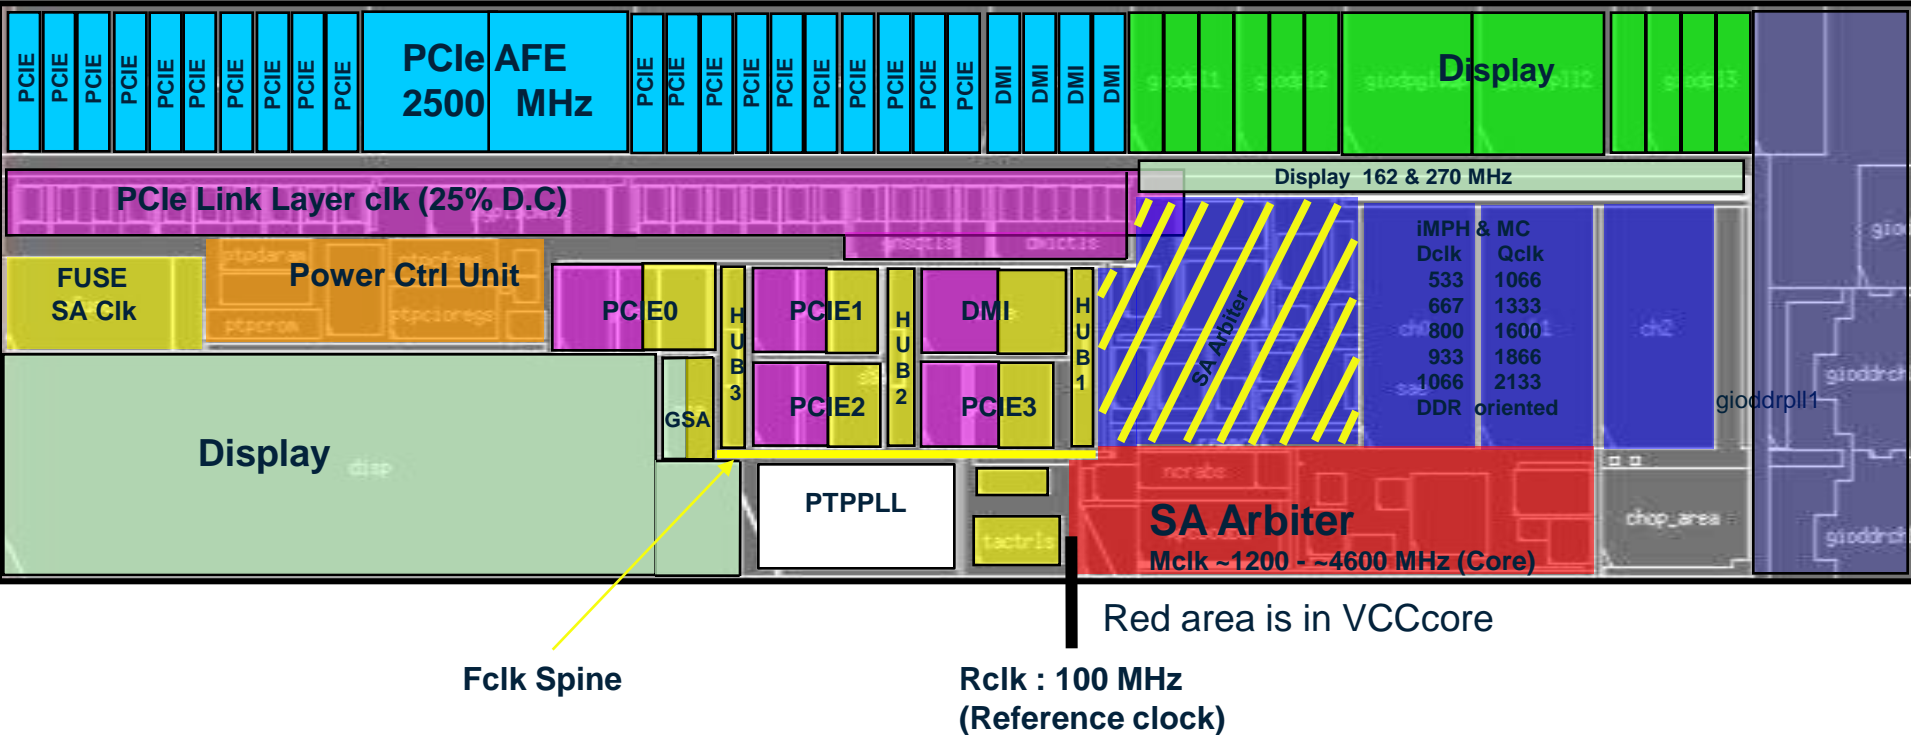 PCIE
PCIE
PCIE
PCIE
PCIE
PCIE
PCIE
PCIE
PCIE
PCIE
PCIe AFE
2500 MHz
PCIE
PCIE
PCIE
PCIE
PCIE
PCIE
PCIE
PCIE
PCIE
PCIE
DMI
DMI
DMI
DMI
Display
PCIe Link Layer clk (25% D.C)
Display 162 & 270 MHz
FUSE
SA Clk
Power Ctrl Unit
ptpcrom
ptpcioregs
PCIE0
HUB3
PCIE1
HUB2
DMI
HUB1
PCIE2
PCIE3
GSA
SA Arbiter
iMPH & MC
Dclk Qclk
533 1066
667 1333
800 1600
933 1866
1066 2133
DDR oriented
ch2
gioddrpll1
Display
disp
PTPPLL
tactrls
ncrabs
SA Arbiter
Mclk ~1200 - ~4600 MHz (Core)
chop_area
Red area is in VCCcore
Fclk Spine
Rclk : 100 MHz
(Reference clock)